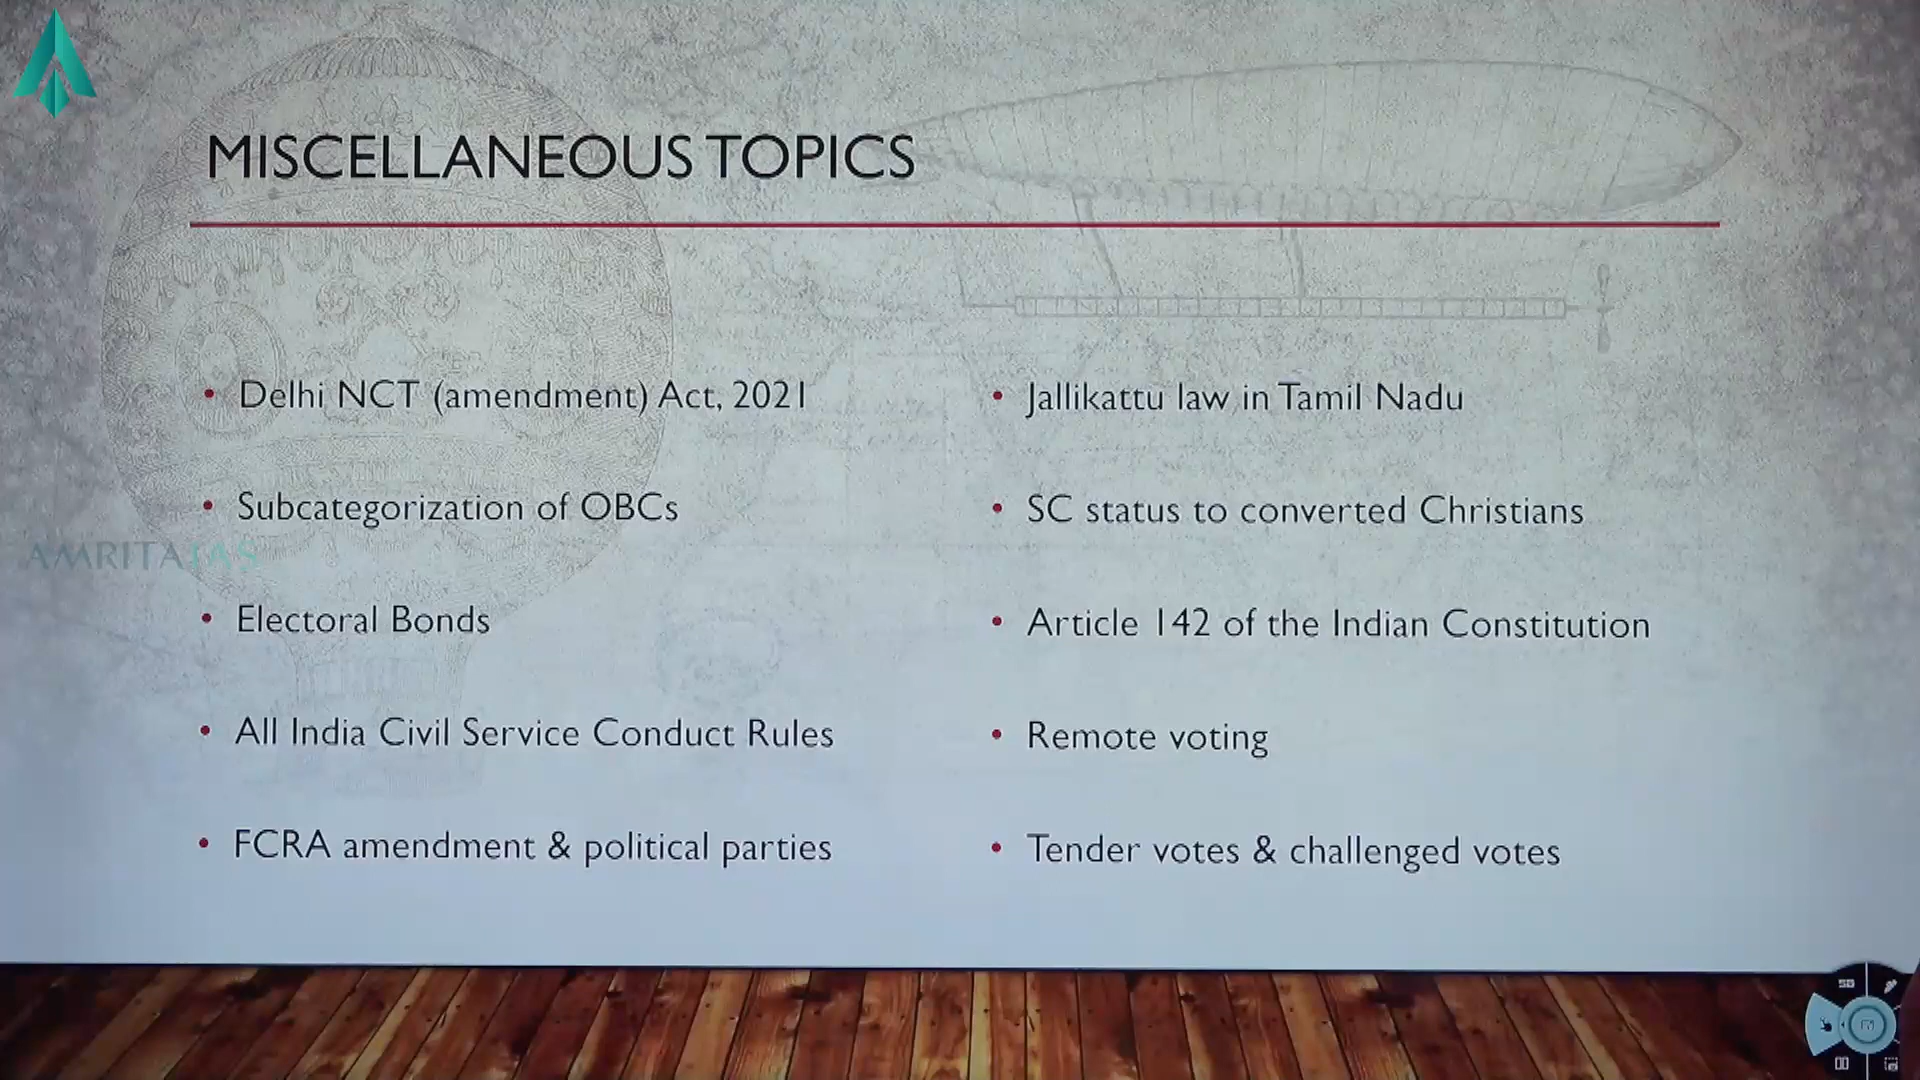 MISCELLANEOUS TOPICS
• Delhi NCT (amendment) Act, 2021
• Subcategorization of OBCs
• Electoral Bonds
• All India Civil Service Conduct Rules
• FCRA amendment & political parties
• Jallikattu law in Tamil Nadu
• SC status to converted Christians
• Article 142 of the Indian Constitution
• Remote voting
• Tender votes & challenged votes
AMRITA IAS